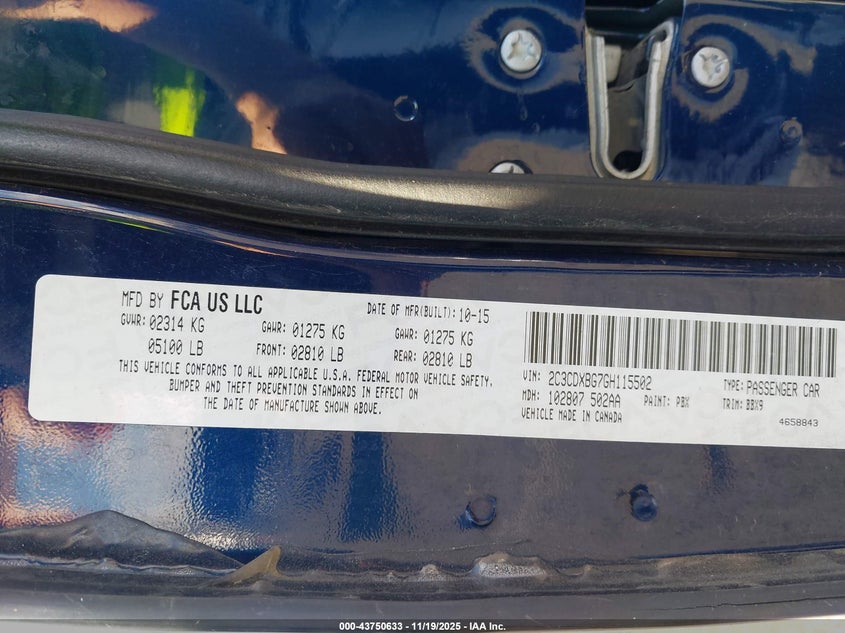 MFD BY FCA US LLC DATE OF MFR(BUILT): 10-15
GVWR: 02314 KG GAWR: 01275 KG GAWR: 01275 KG
05100 LB FRONT: 02810 LB REAR: 02810 LB
THIS VEHICLE CONFORMS TO ALL APPLICABLE U.S.A. FEDERAL MOTOR VEHICLE SAFETY,
BUMPER AND THEFT PREVENTION STANDARDS IN EFFECT ON
THE DATE OF MANUFACTURE SHOWN ABOVE.
VIN: 2C3CDXBG7GH115502 TYPE: PASSENGER CAR
MDH: 102807 502AA PAINT: PBX TRIM: BBX9
VEHICLE MADE IN CANADA 4658843
000-43750633 - 11/19/2025 - IAA Inc.